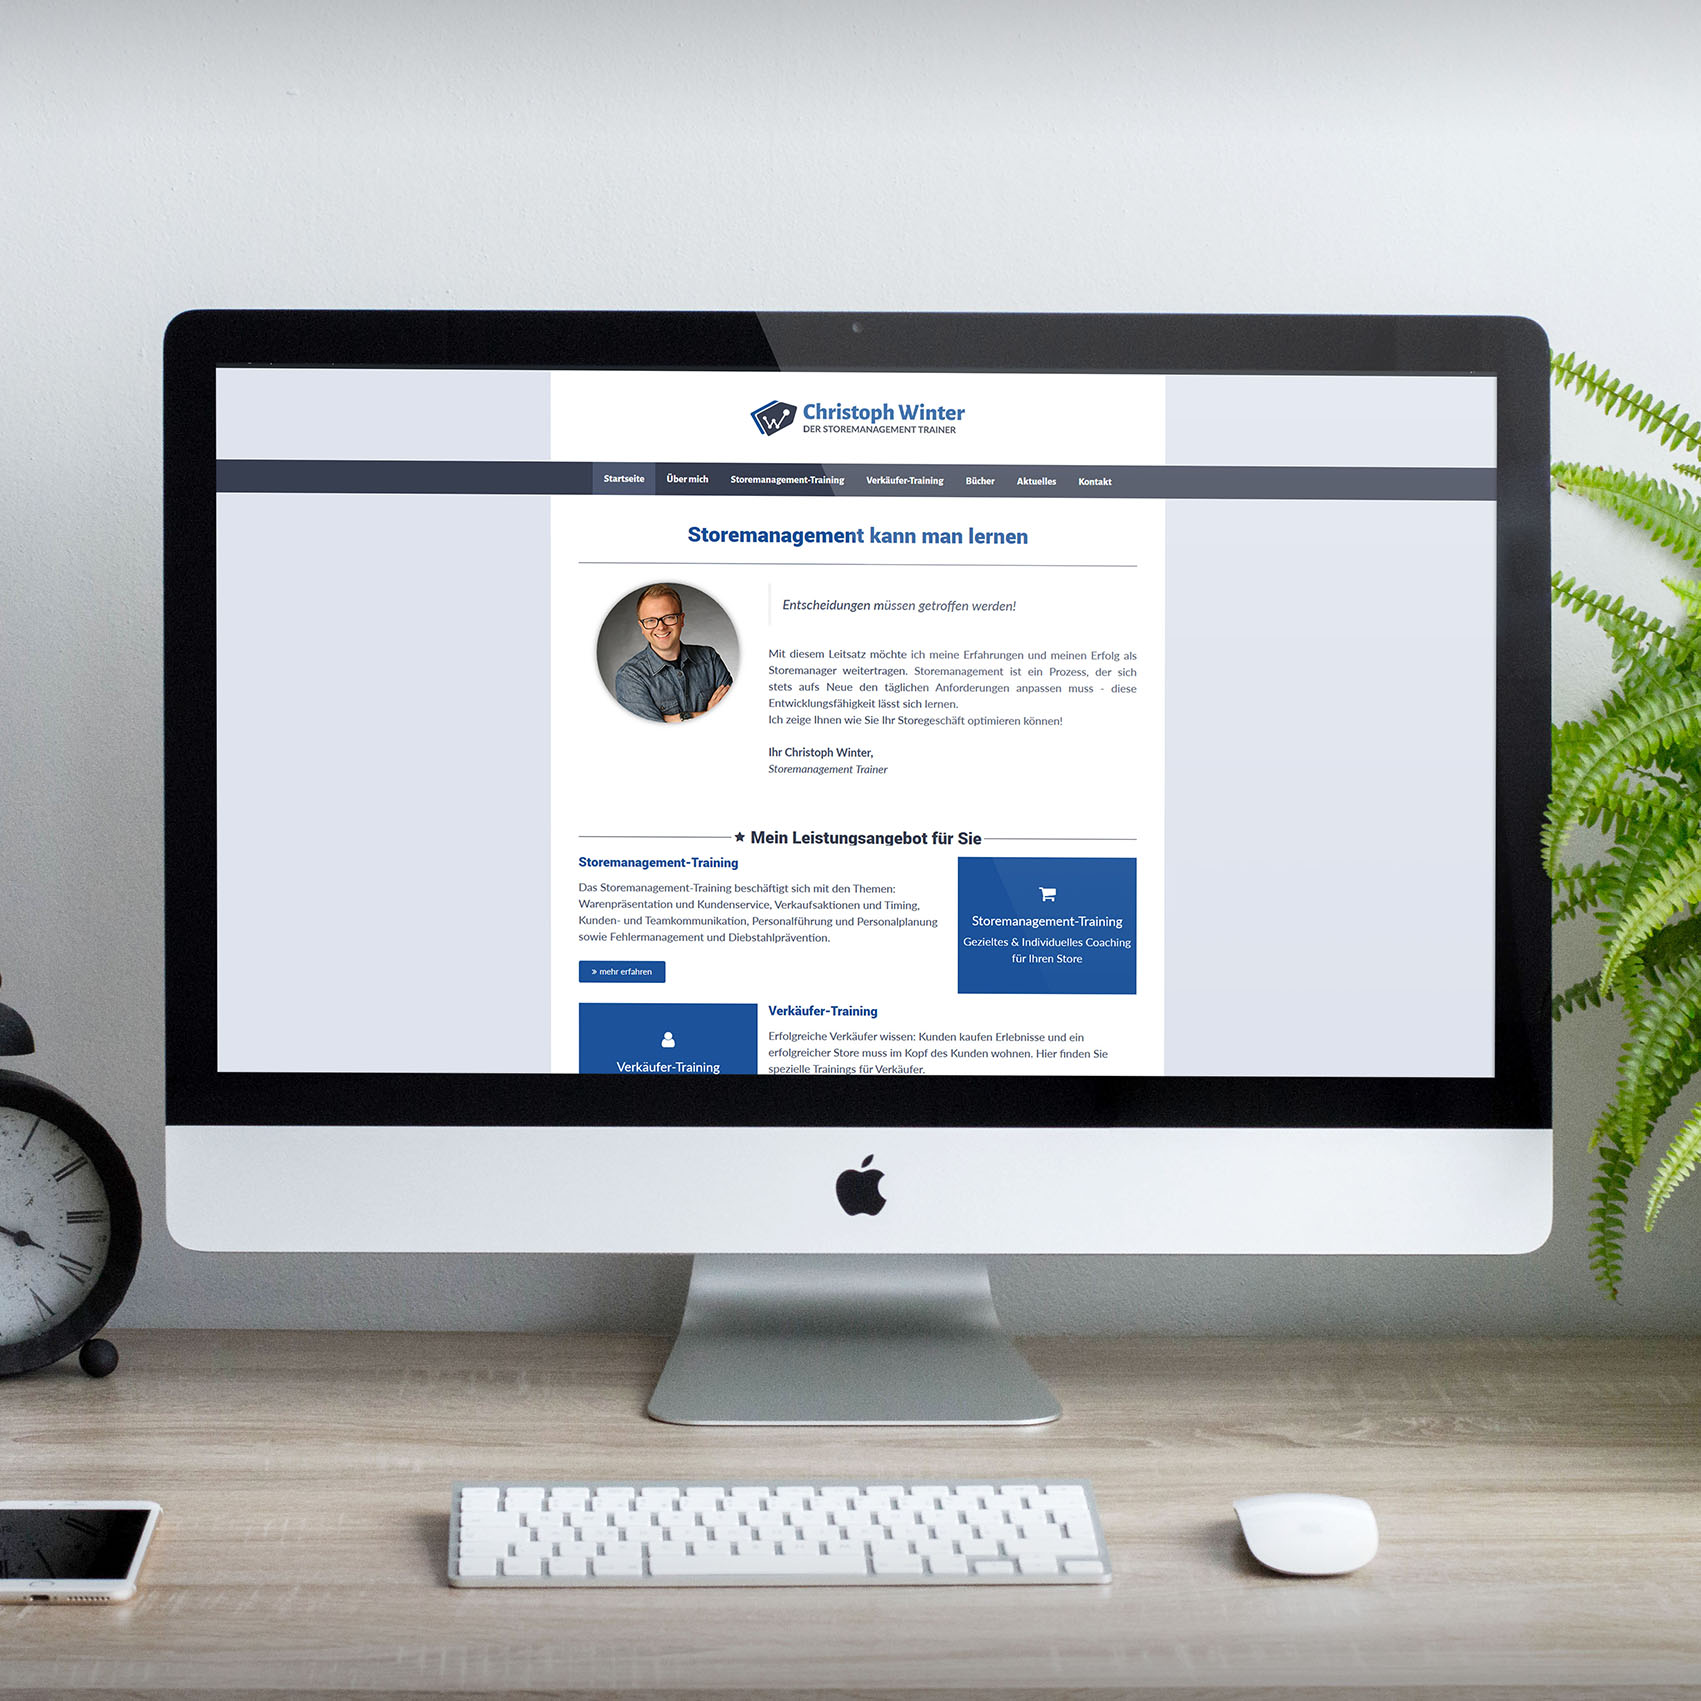 Christoph Winter
DER STOREMANAGEMENT TRAINER
Startseite Über mich Storemanagement-Training Verkäufer-Training Bücher Aktuelles Kontakt
Storemanagement kann man lernen
Entscheidungen müssen getroffen werden!
Mit diesem Leitsatz möchte ich meine Erfahrungen und meinen Erfolg als
Storemanager weitertragen. Storemanagement ist ein Prozess, der sich
stets aufs Neue den täglichen Anforderungen anpassen muss - diese
Entwicklungsfähigkeit lässt sich lernen.
Ich zeige Ihnen wie Sie Ihr Storegeschäft optimieren können!
Ihr Christoph Winter,
Storemanagement Trainer
Mein Leistungsangebot für Sie
Storemanagement-Training
Das Storemanagement-Training beschäftigt sich mit den Themen:
Warenpräsentation und Kundenservice, Verkaufsaktionen und Timing,
Kunden- und Teamkommunikation, Personalführung und Personalplanung
sowie Fehlermanagement und Diebstahlprävention.
» mehr erfahren
Storemanagement-Training
Gezieltes & Individuelles Coaching
für Ihren Store
Verkäufer-Training
Verkäufer-Training
Erfolgreiche Verkäufer wissen: Kunden kaufen Erlebnisse und ein
erfolgreicher Store muss im Kopf des Kunden wohnen. Hier finden Sie
spezielle Trainings für Verkäufer.